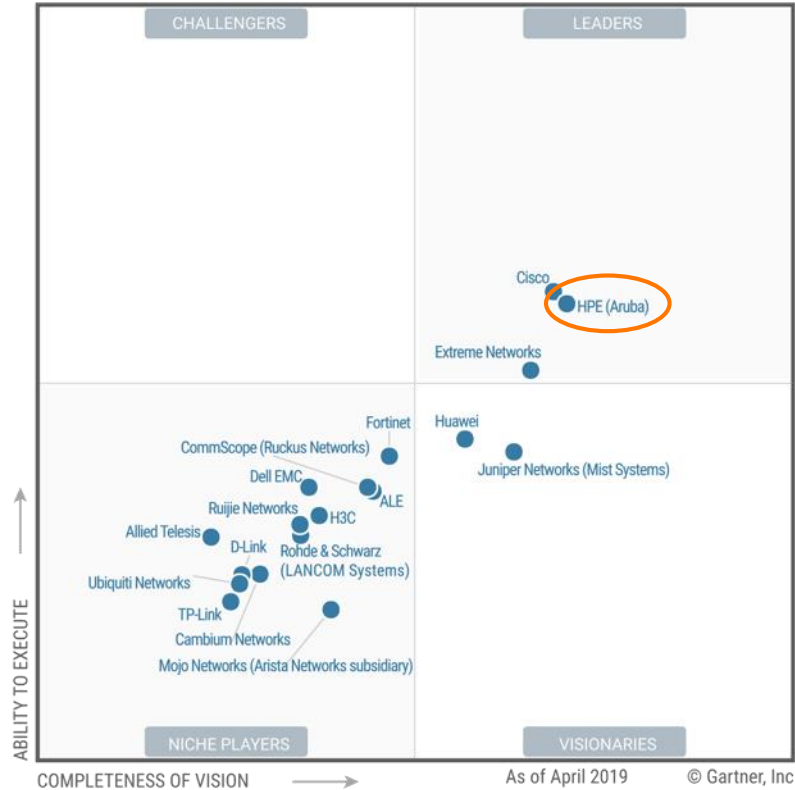 CHALLENGERS
LEADERS
Cisco
HPE (Aruba)
Extreme Networks
Fortinet
Huawei
CommScope (Ruckus Networks)
Juniper Networks (Mist Systems)
Dell EMC
ALE
Ruijie Networks
H3C
Allied Telesis
D-Link
Rohde & Schwarz
(LANCOM Systems)
Ubiquiti Networks
TP-Link
Cambium Networks
Mojo Networks (Arista Networks subsidiary)
ABILITY TO EXECUTE
NICHE PLAYERS
VISIONARIES
COMPLETENESS OF VISION
As of April 2019
© Gartner, Inc